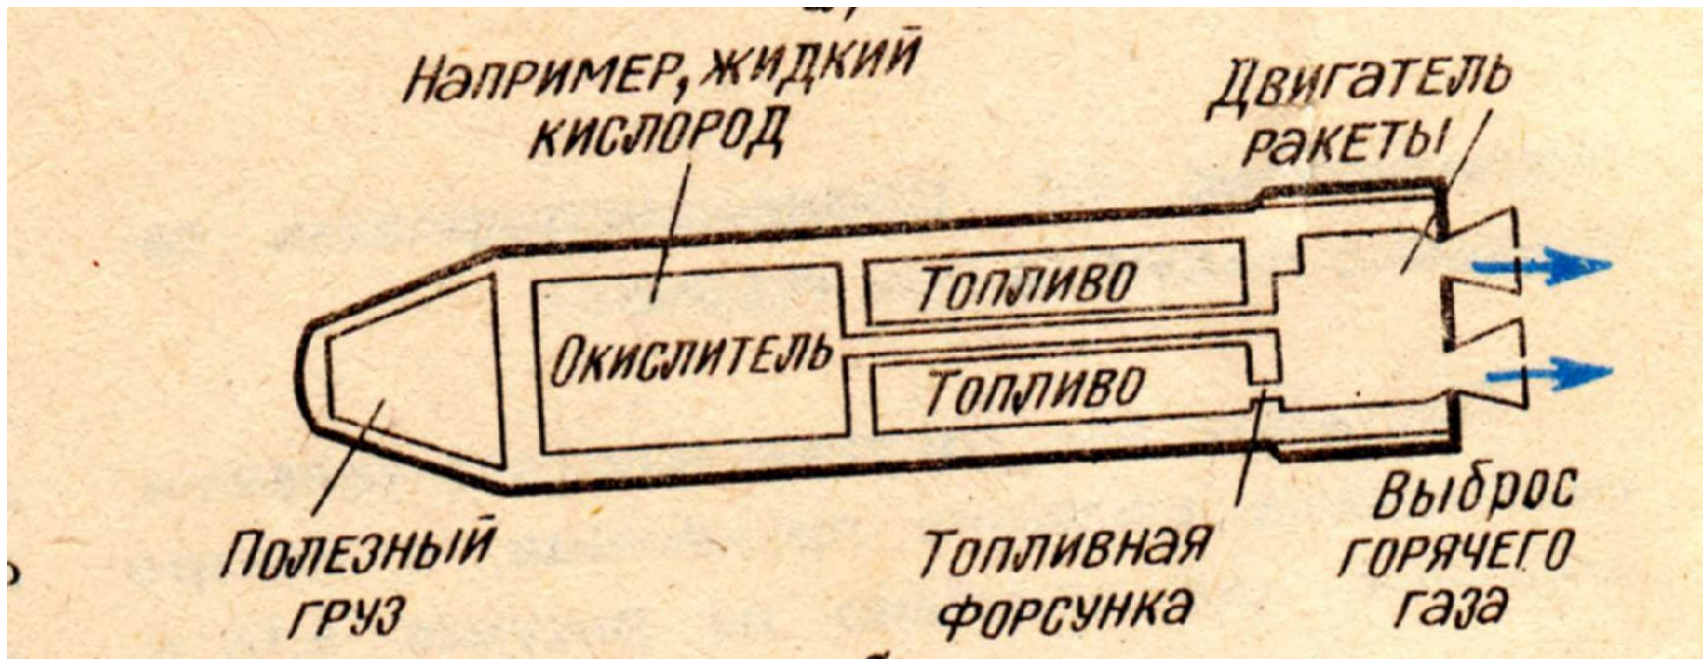 Например, жидкий
кислород
Двигатель
ракеты
Топливо
Окислитель
Топливо
Полезный
груз
Топливная
форсунка
Выброс
горячего
газа